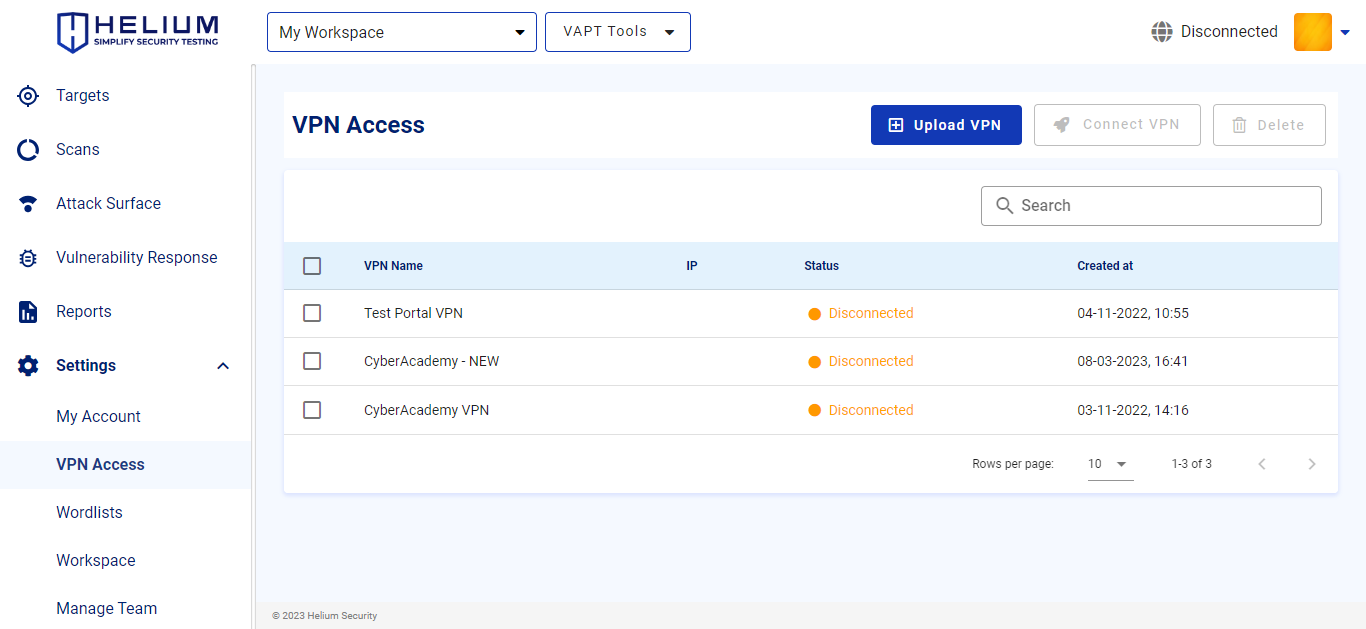 HELIUM
SIMPLIFY SECURITY TESTING
My Workspace
VAPT Tools
Disconnected
Targets
Scans
Attack Surface
Vulnerability Response
Reports
Settings
My Account
VPN Access
Wordlists
Workspace
Manage Team
VPN Access
Upload VPN
Connect VPN
Delete
Search
VPN Name IP Status Created at
Test Portal VPN Disconnected 04-11-2022, 10:55
CyberAcademy - NEW Disconnected 08-03-2023, 16:41
CyberAcademy VPN Disconnected 03-11-2022, 14:16
Rows per page: 10 1-3 of 3
© 2023 Helium Security